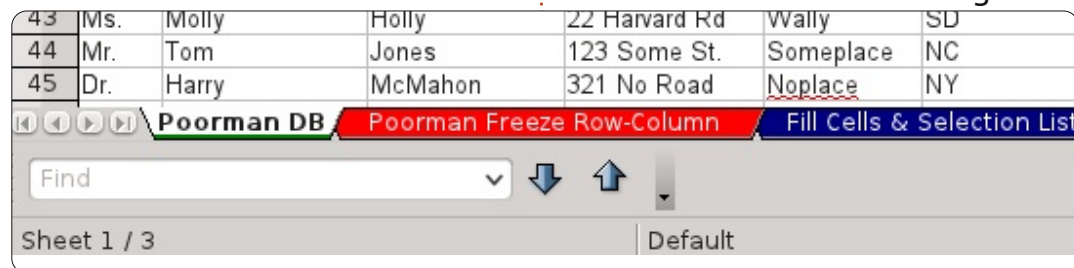 43 Ms. Molly Holly 22 Harvard Rd Wally SD
44 Mr. Tom Jones 123 Some St. Someplace NC
45 Dr. Harry McMahon 321 No Road Noplace NY
Poorman DB Poorman Freeze Row-Column Fill Cells & Selection List
Find
Sheet 1 / 3 Default